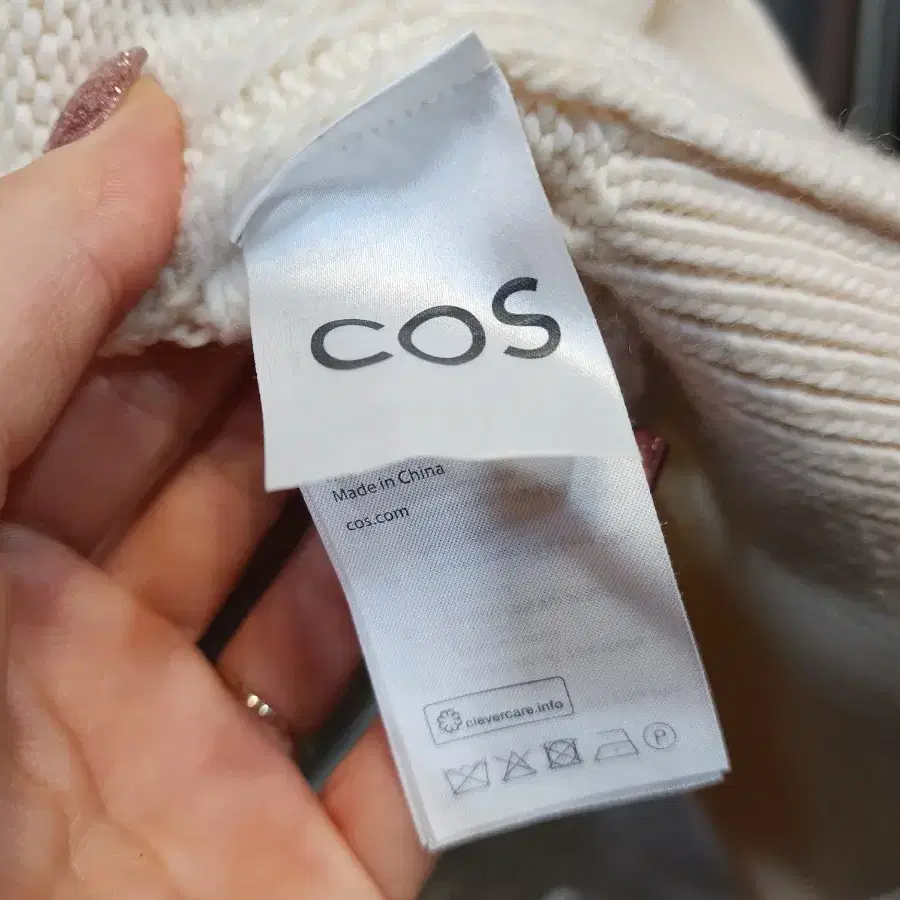 COS
Made in China
cos.com
clevercare.info
P